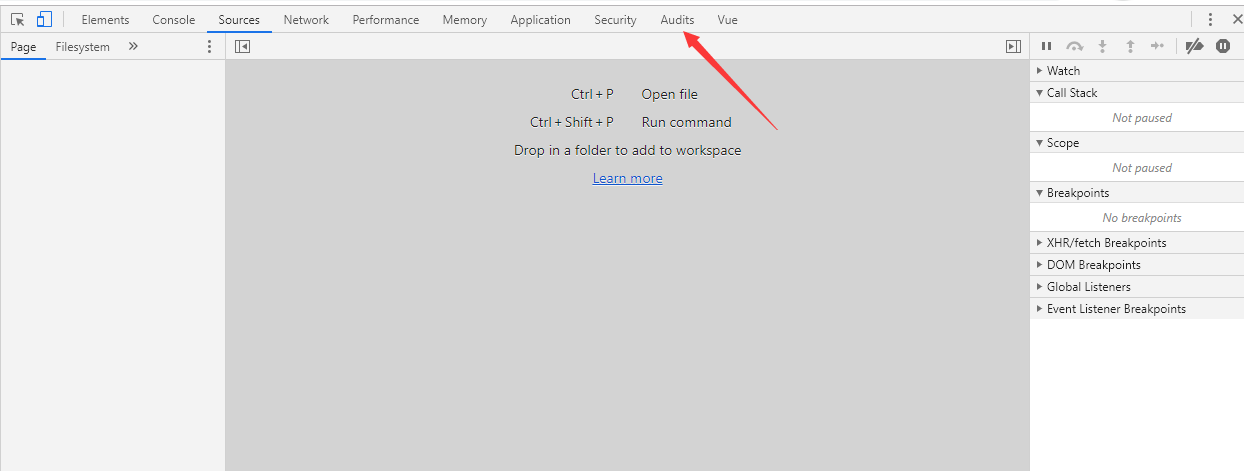 Elements Console Sources Network Performance Memory Application Security Audits Vue
Page Filesystem
Ctrl + P Open file
Ctrl + Shift + P Run command
Drop in a folder to add to workspace
Learn more
Watch
Call Stack
Not paused
Scope
Not paused
Breakpoints
No breakpoints
XHR/fetch Breakpoints
DOM Breakpoints
Global Listeners
Event Listener Breakpoints